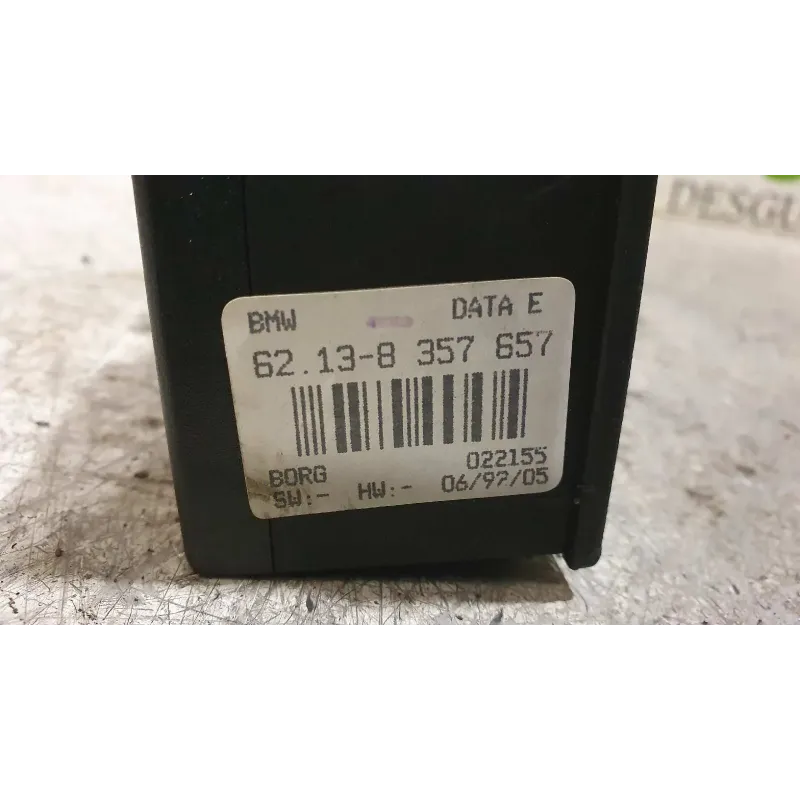 DESGU
BMW DATA E
62.13-8 357 657
BORG 022155
SW:- HW:- 06/97/05